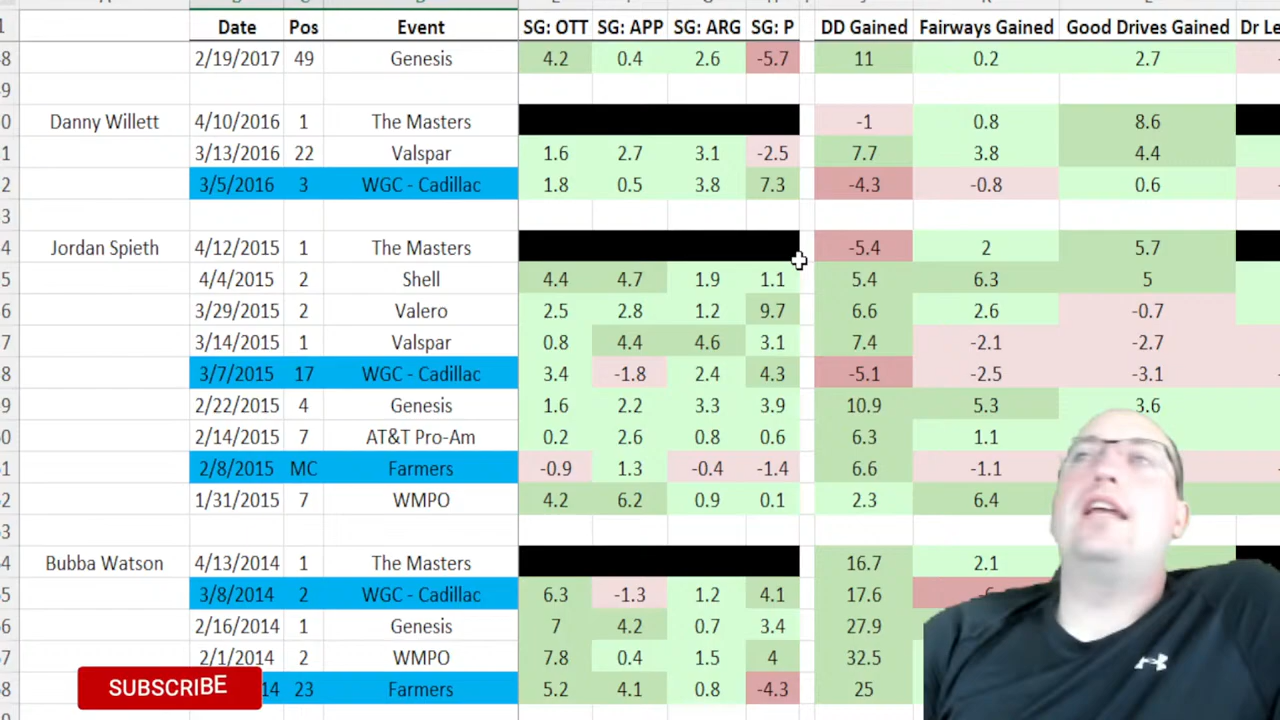 Date Pos Event SG: OTT SG: APP SG: ARG SG: P DD Gained Fairways Gained Good Drives Gained Dr Le
2/19/2017 49 Genesis 4.2 0.4 2.6 -5.7 11 0.2 2.7
Danny Willett 4/10/2016 1 The Masters -1 0.8 8.6
3/13/2016 22 Valspar 1.6 2.7 3.1 -2.5 7.7 3.8 4.4
3/5/2016 3 WGC - Cadillac 1.8 0.5 3.8 7.3 -4.3 -0.8 0.6
Jordan Spieth 4/12/2015 1 The Masters -5.4 2 5.7
4/4/2015 2 Shell 4.4 4.7 1.9 1.1 5.4 6.3 5
3/29/2015 2 Valero 2.5 2.8 1.2 9.7 6.6 2.6 -0.7
3/14/2015 1 Valspar 0.8 4.4 4.6 3.1 7.4 -2.1 -2.7
3/7/2015 17 WGC - Cadillac 3.4 -1.8 2.4 4.3 -5.1 -2.5 -3.1
2/22/2015 4 Genesis 1.6 2.2 3.3 3.9 10.9 5.3 3.6
2/14/2015 7 AT&T Pro-Am 0.2 2.6 0.8 0.6 6.3 1.1
2/8/2015 MC Farmers -0.9 1.3 -0.4 -1.4 6.6 -1.1
1/31/2015 7 WMPO 4.2 6.2 0.9 0.1 2.3 6.4
Bubba Watson 4/13/2014 1 The Masters 16.7 2.1
3/8/2014 2 WGC - Cadillac 6.3 -1.3 1.2 4.1 17.6
2/16/2014 1 Genesis 7 4.2 0.7 3.4 27.9
2/1/2014 2 WMPO 7.8 0.4 1.5 4 32.5
SUBSCRIBE 14 23 Farmers 5.2 4.1 0.8 -4.3 25